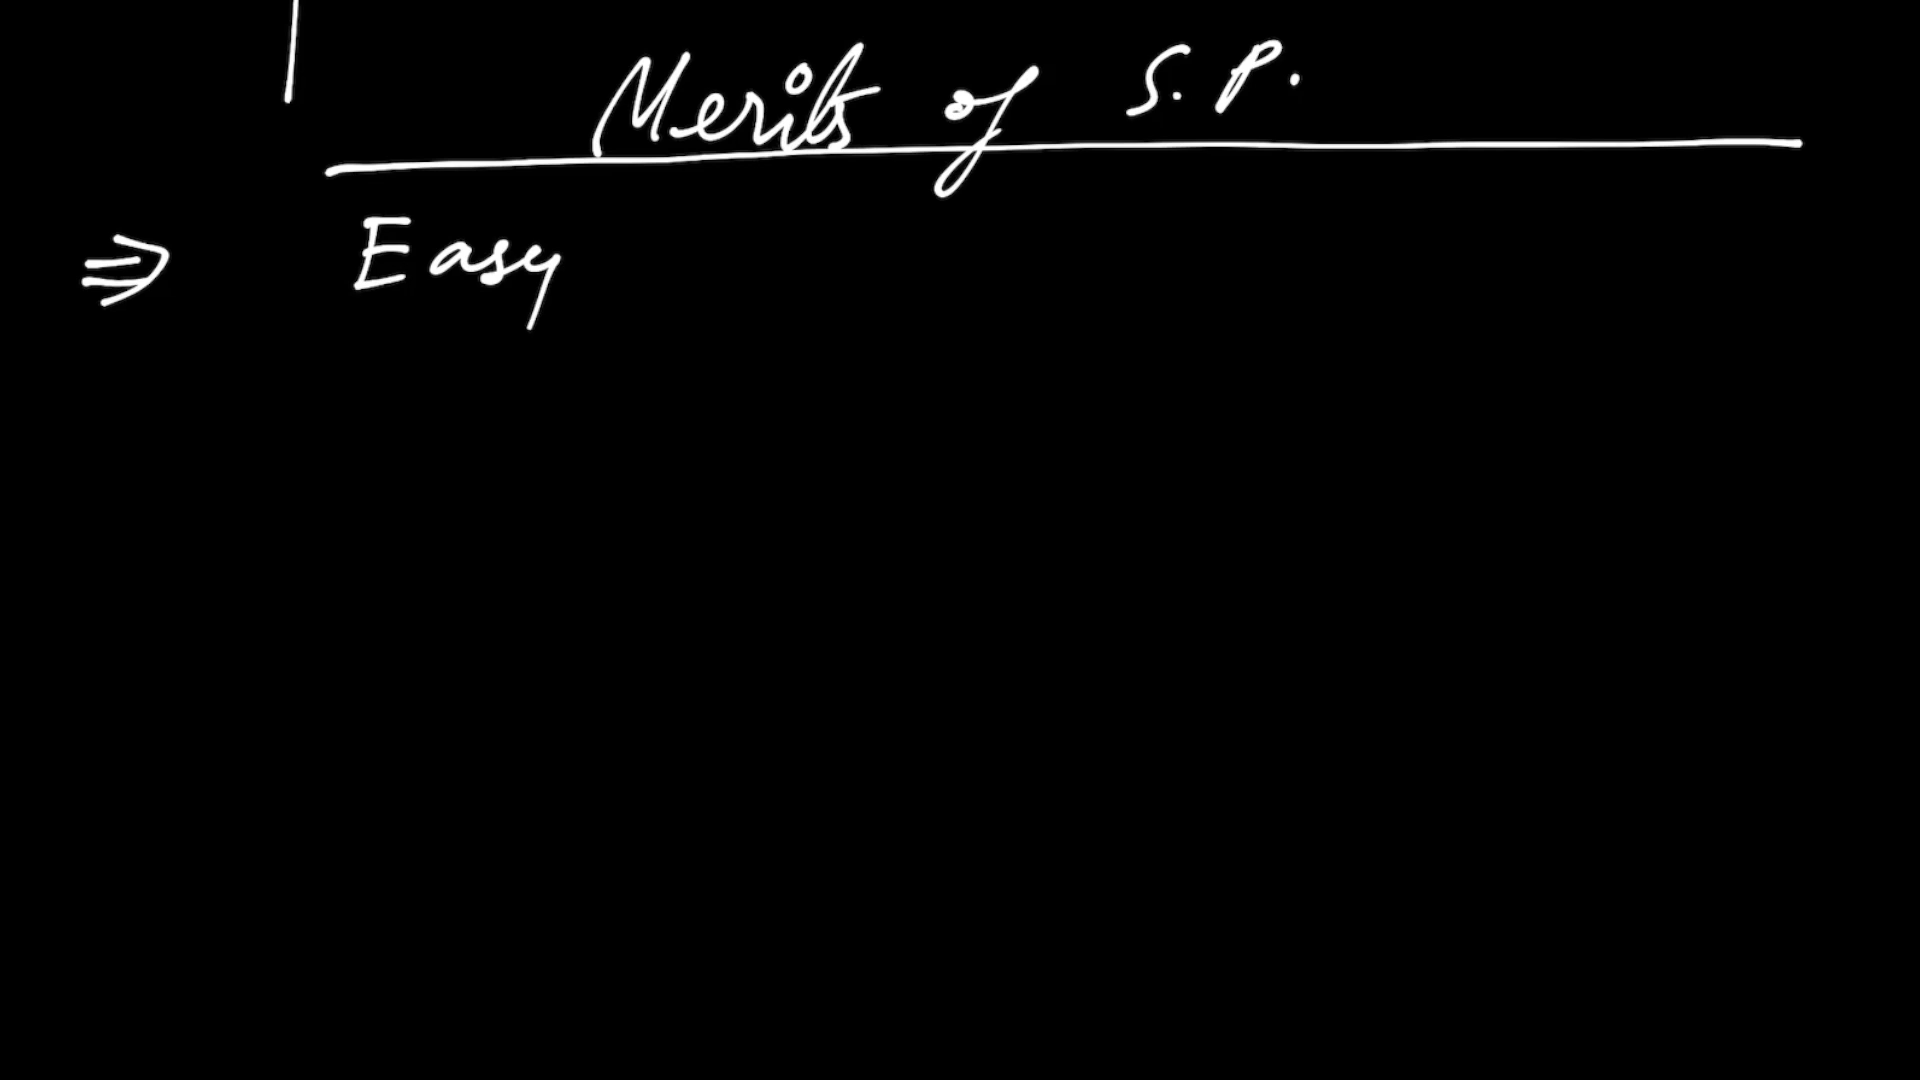 Merits of S.P.
⇒ Easy